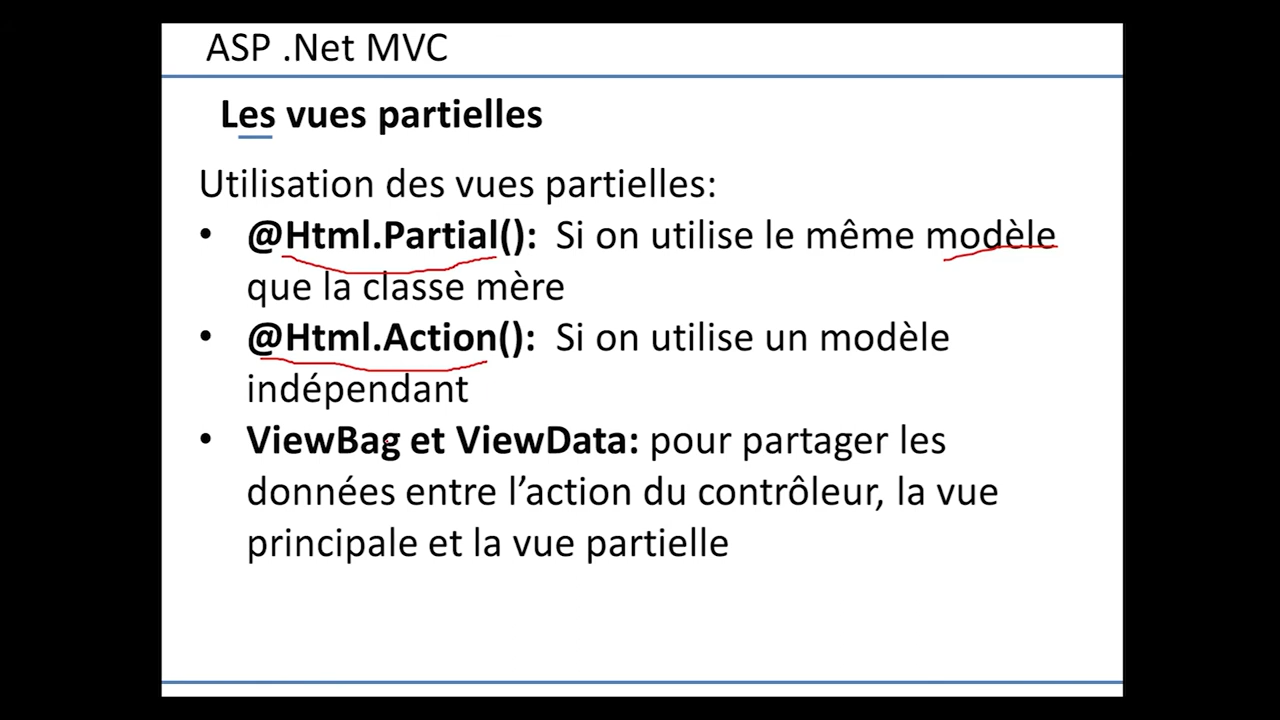 ASP .Net MVC
Les vues partielles
Utilisation des vues partielles:
• @Html.Partial(): Si on utilise le même modèle
que la classe mère
• @Html.Action(): Si on utilise un modèle
indépendant
• ViewBag et ViewData: pour partager les
données entre l’action du contrôleur, la vue
principale et la vue partielle